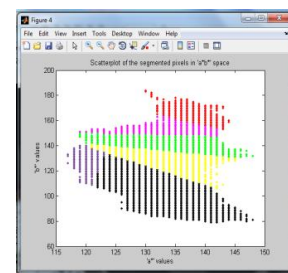 Figure 4
File Edit View Insert Tools Desktop Window Help
Scatterplot of the segmented pixels in 'a*b*' space
200
180
160
140
120
100
80
60
'b*' values
115 120 125 130 135 140 145 150
'a*' values